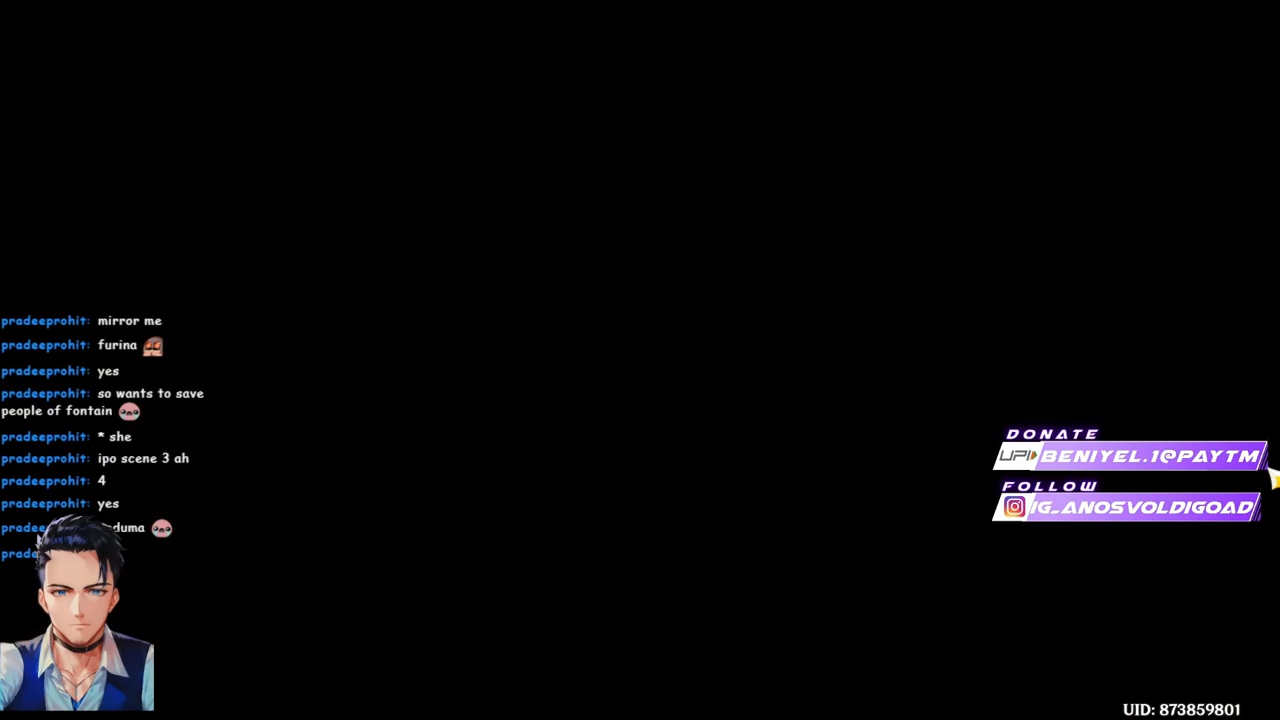 pradeeprohit: mirror me
pradeeprohit: furina
pradeeprohit: yes
pradeeprohit: so wants to save
people of fontain
pradeeprohit: * she
pradeeprohit: ipo scene 3 ah
pradeeprohit: 4
pradeeprohit: yes
DONATE
UPI BENIYEL.1@PAYTM
FOLLOW
IG_ANOSVOLDIGOAD
UID: 873859801